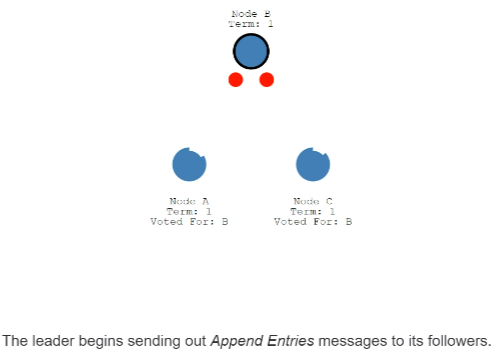 Node B
Term: 1
Node A
Term: 1
Voted For: B
Node C
Term: 1
Voted For: B
The leader begins sending out Append Entries messages to its followers.